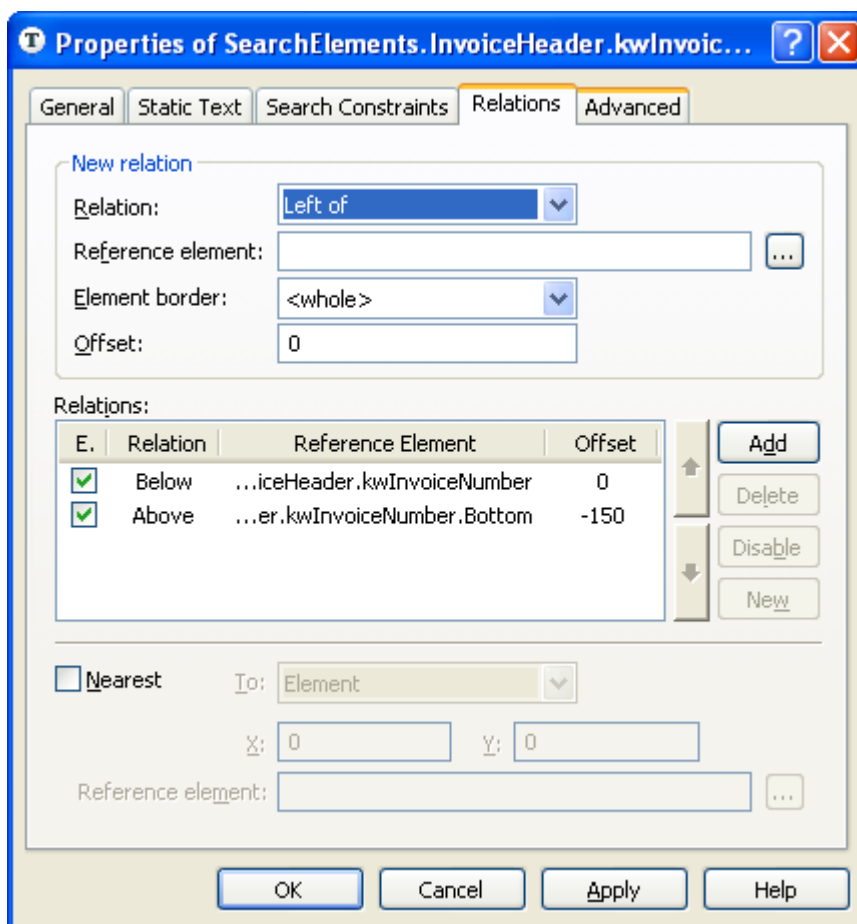 T Properties of SearchElements.InvoiceHeader.kwInvoic... ?
General Static Text Search Constraints Relations Advanced
New relation
Relation: Left of
Reference element: ...
Element border: <whole>
Offset: 0
Relations:
E. Relation Reference Element Offset
Below ...iceHeader.kwInvoiceNumber 0
Above ...er.kwInvoiceNumber.Bottom -150
Add
Delete
Disable
New
Nearest To: Element
X: 0 Y: 0
Reference element: ...
OK Cancel Apply Help